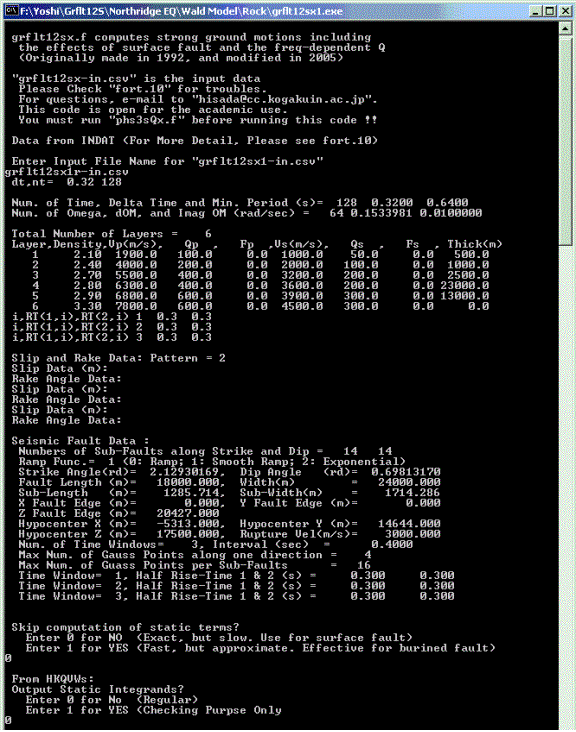 F:\Yoshi\Grflt12S\Northridge EQ\Wald Model\Rock\grflt12sx1.exe
grflt12sx.f computes strong ground motions including
the effects of surface fault and the freq-dependent Q
(Originally made in 1992, and modified in 2005)
"grflt12sx-in.csv" is the input data
Please Check "fort.10" for troubles.
For questions, e-mail to "hisada@cc.kogakuin.ac.jp".
This code is open for the academic use.
You must run "phs3sQx.f" before running this code !!
Data from INDAT (For More Detail, Please see fort.10)
Enter Input File Name for "grflt12sx1-in.csv"
grflt12sx1r-in.csv
dt,nt= 0.32 128
Num. of Time, Delta Time and Min. Period (s)= 128 0.3200 0.6400
Num. of Omega, dOM, and Imag OM (rad/sec) = 64 0.1533981 0.0100000
Total Number of Layers = 6
Layer,Density,Vp(m/s), Qp , Fp ,Vs(m/s), Qs , Fs , Thick(m)
1 2.10 1900.0 100.0 0.0 1000.0 50.0 0.0 500.0
2 2.40 4000.0 200.0 0.0 2000.0 100.0 0.0 1000.0
3 2.70 5500.0 400.0 0.0 3200.0 200.0 0.0 2500.0
4 2.80 6300.0 400.0 0.0 3600.0 200.0 0.0 23000.0
5 2.90 6800.0 600.0 0.0 3900.0 300.0 0.0 13000.0
6 3.30 7800.0 600.0 0.0 4500.0 300.0 0.0 0.0
i,RT(1,i),RT(2,i) 1 0.3 0.3
i,RT(1,i),RT(2,i) 2 0.3 0.3
i,RT(1,i),RT(2,i) 3 0.3 0.3
Slip and Rake Data: Pattern = 2
Slip Data (m):
Rake Angle Data:
Slip Data (m):
Rake Angle Data:
Slip Data (m):
Rake Angle Data:
Seismic Fault Data :
Numbers of Sub-Faults along Strike and Dip = 14 14
Ramp Func.= 1 (0: Ramp; 1: Smooth Ramp; 2: Exponential)
Strike Angle(rd)= 2.12930169, Dip Angle (rd)= 0.69813170
Fault Length (m)= 18000.000, Width(m) = 24000.000
Sub-Length (m)= 1285.714, Sub-Width(m) = 1714.286
X Fault Edge (m)= 0.000, Y Fault Edge (m)= 0.000
Z Fault Edge (m)= 20427.000
Hypocenter X (m)= -5313.000, Hypocenter Y (m)= 14644.000
Hypocenter Z (m)= 17500.000, Rupture Vel(m/s)= 3000.000
Num. of Time Windows= 3, Interval (sec) = 0.4000
Max Num. of Gauss Points along one direction = 4
Max Num. of Guass Points per Sub-Faults = 16
Time Window= 1, Half Rise-Time 1 & 2 (s) = 0.300 0.300
Time Window= 2, Half Rise-Time 1 & 2 (s) = 0.300 0.300
Time Window= 3, Half Rise-Time 1 & 2 (s) = 0.300 0.300
Skip computation of static terms?
Enter 0 for NO (Exact, but slow. Use for surface fault)
Enter 1 for YES (Fast, but approximate. Effective for burined fault)
0
From HKQUWs:
Output Static Integrands?
Enter 0 for No (Regular)
Enter 1 for YES (Checking Purpse Only
0